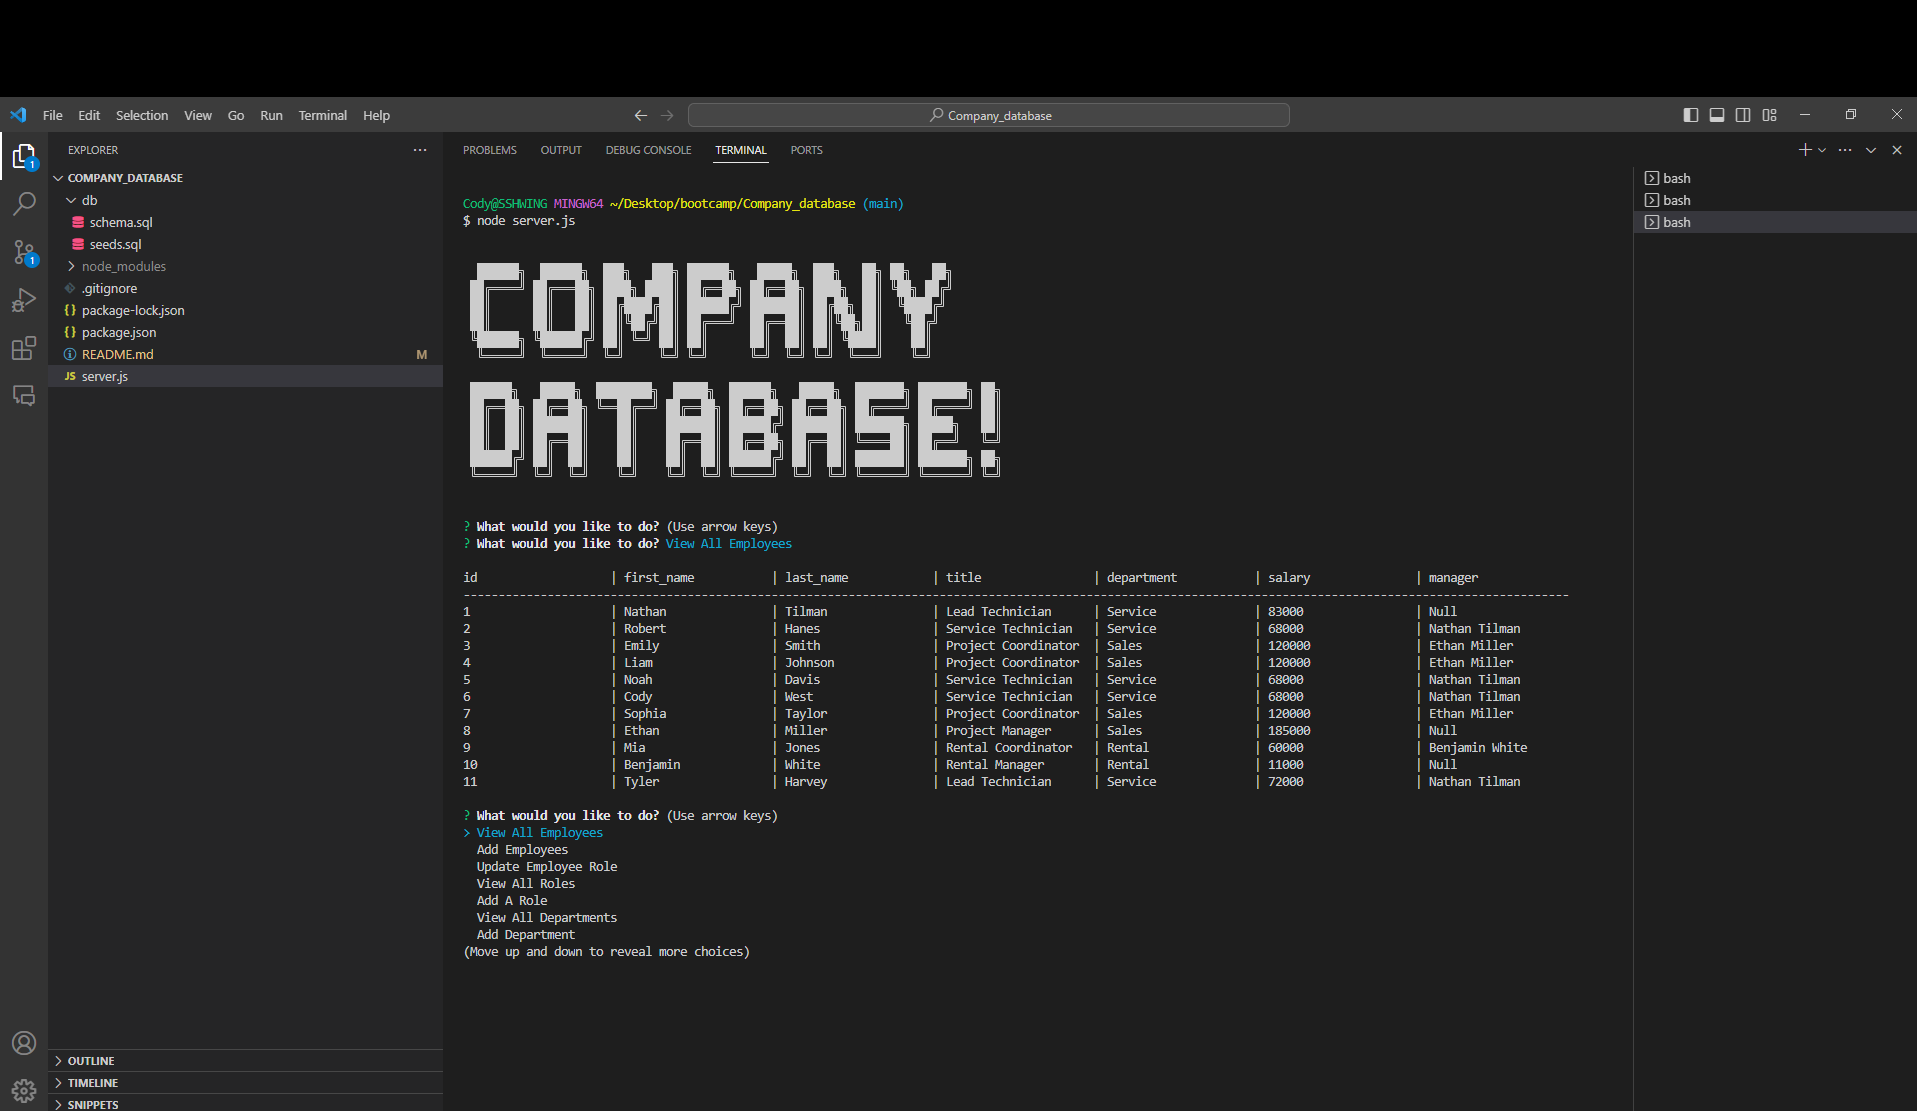 File Edit Selection View Go Run Terminal Help
Company_database
EXPLORER
COMPANY_DATABASE
db
schema.sql
seeds.sql
node_modules
.gitignore
{} package-lock.json
{} package.json
README.md M
JS server.js
OUTLINE
TIMELINE
SNIPPETS
1
1
PROBLEMS OUTPUT DEBUG CONSOLE TERMINAL PORTS
Cody@SSHWING MINGW64 ~/Desktop/bootcamp/Company_database (main)
$ node server.js
COMPANY
DATABASE!
? What would you like to do? (Use arrow keys)
? What would you like to do? View All Employees
id | first_name | last_name | title | department | salary | manager
1 | Nathan | Tilman | Lead Technician | Service | 83000 | Null
2 | Robert | Hanes | Service Technician | Service | 68000 | Nathan Tilman
3 | Emily | Smith | Project Coordinator | Sales | 120000 | Ethan Miller
4 | Liam | Johnson | Project Coordinator | Sales | 120000 | Ethan Miller
5 | Noah | Davis | Service Technician | Service | 68000 | Nathan Tilman
6 | Cody | West | Service Technician | Service | 68000 | Nathan Tilman
7 | Sophia | Taylor | Project Coordinator | Sales | 120000 | Ethan Miller
8 | Ethan | Miller | Project Manager | Sales | 185000 | Null
9 | Mia | Jones | Rental Coordinator | Rental | 60000 | Benjamin White
10 | Benjamin | White | Rental Manager | Rental | 11000 | Null
11 | Tyler | Harvey | Lead Technician | Service | 72000 | Nathan Tilman
? What would you like to do? (Use arrow keys)
> View All Employees
Add Employees
Update Employee Role
View All Roles
Add A Role
View All Departments
Add Department
(Move up and down to reveal more choices)
bash
bash
bash